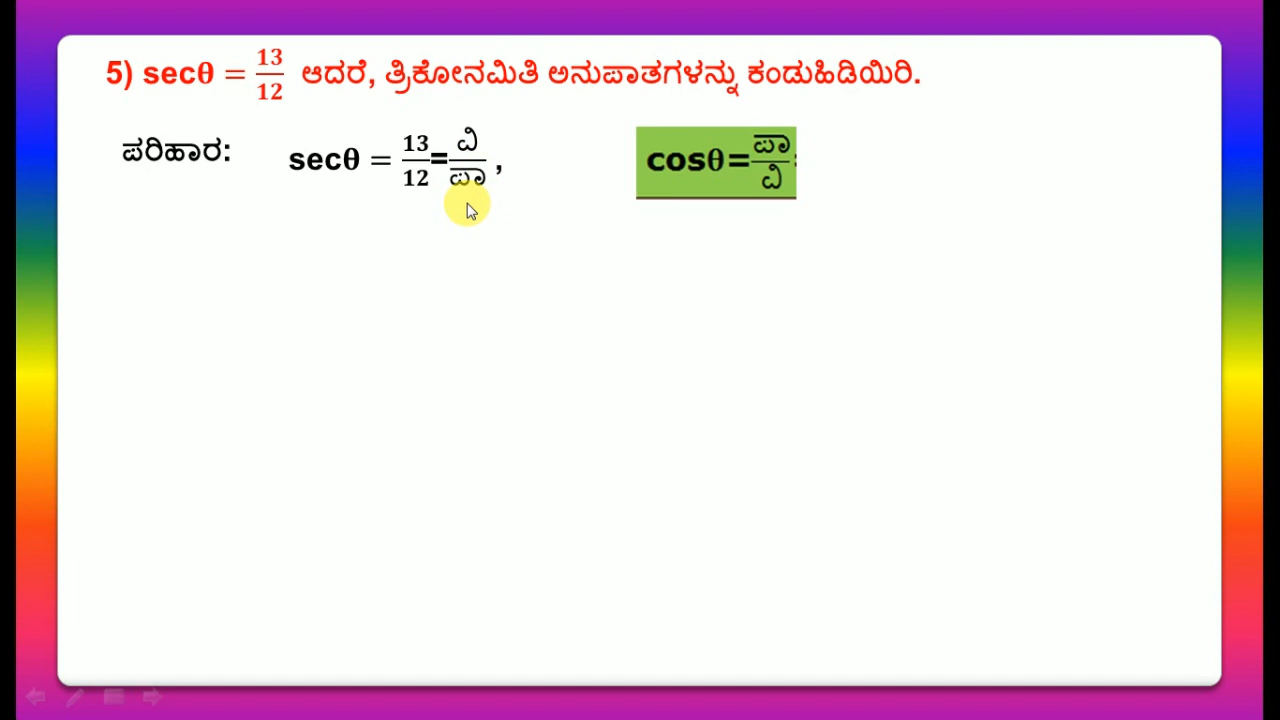 5) secθ = 13/12 ಆದರೆ, ತ್ರಿಕೋನಮಿತಿ ಅನುಪಾತಗಳನ್ನು ಕಂಡುಹಿಡಿಯಿರಿ.
ಪರಿಹಾರ: secθ = 13/12=ವಿ/ಪಾ , cosθ=ಪಾ/ವಿ